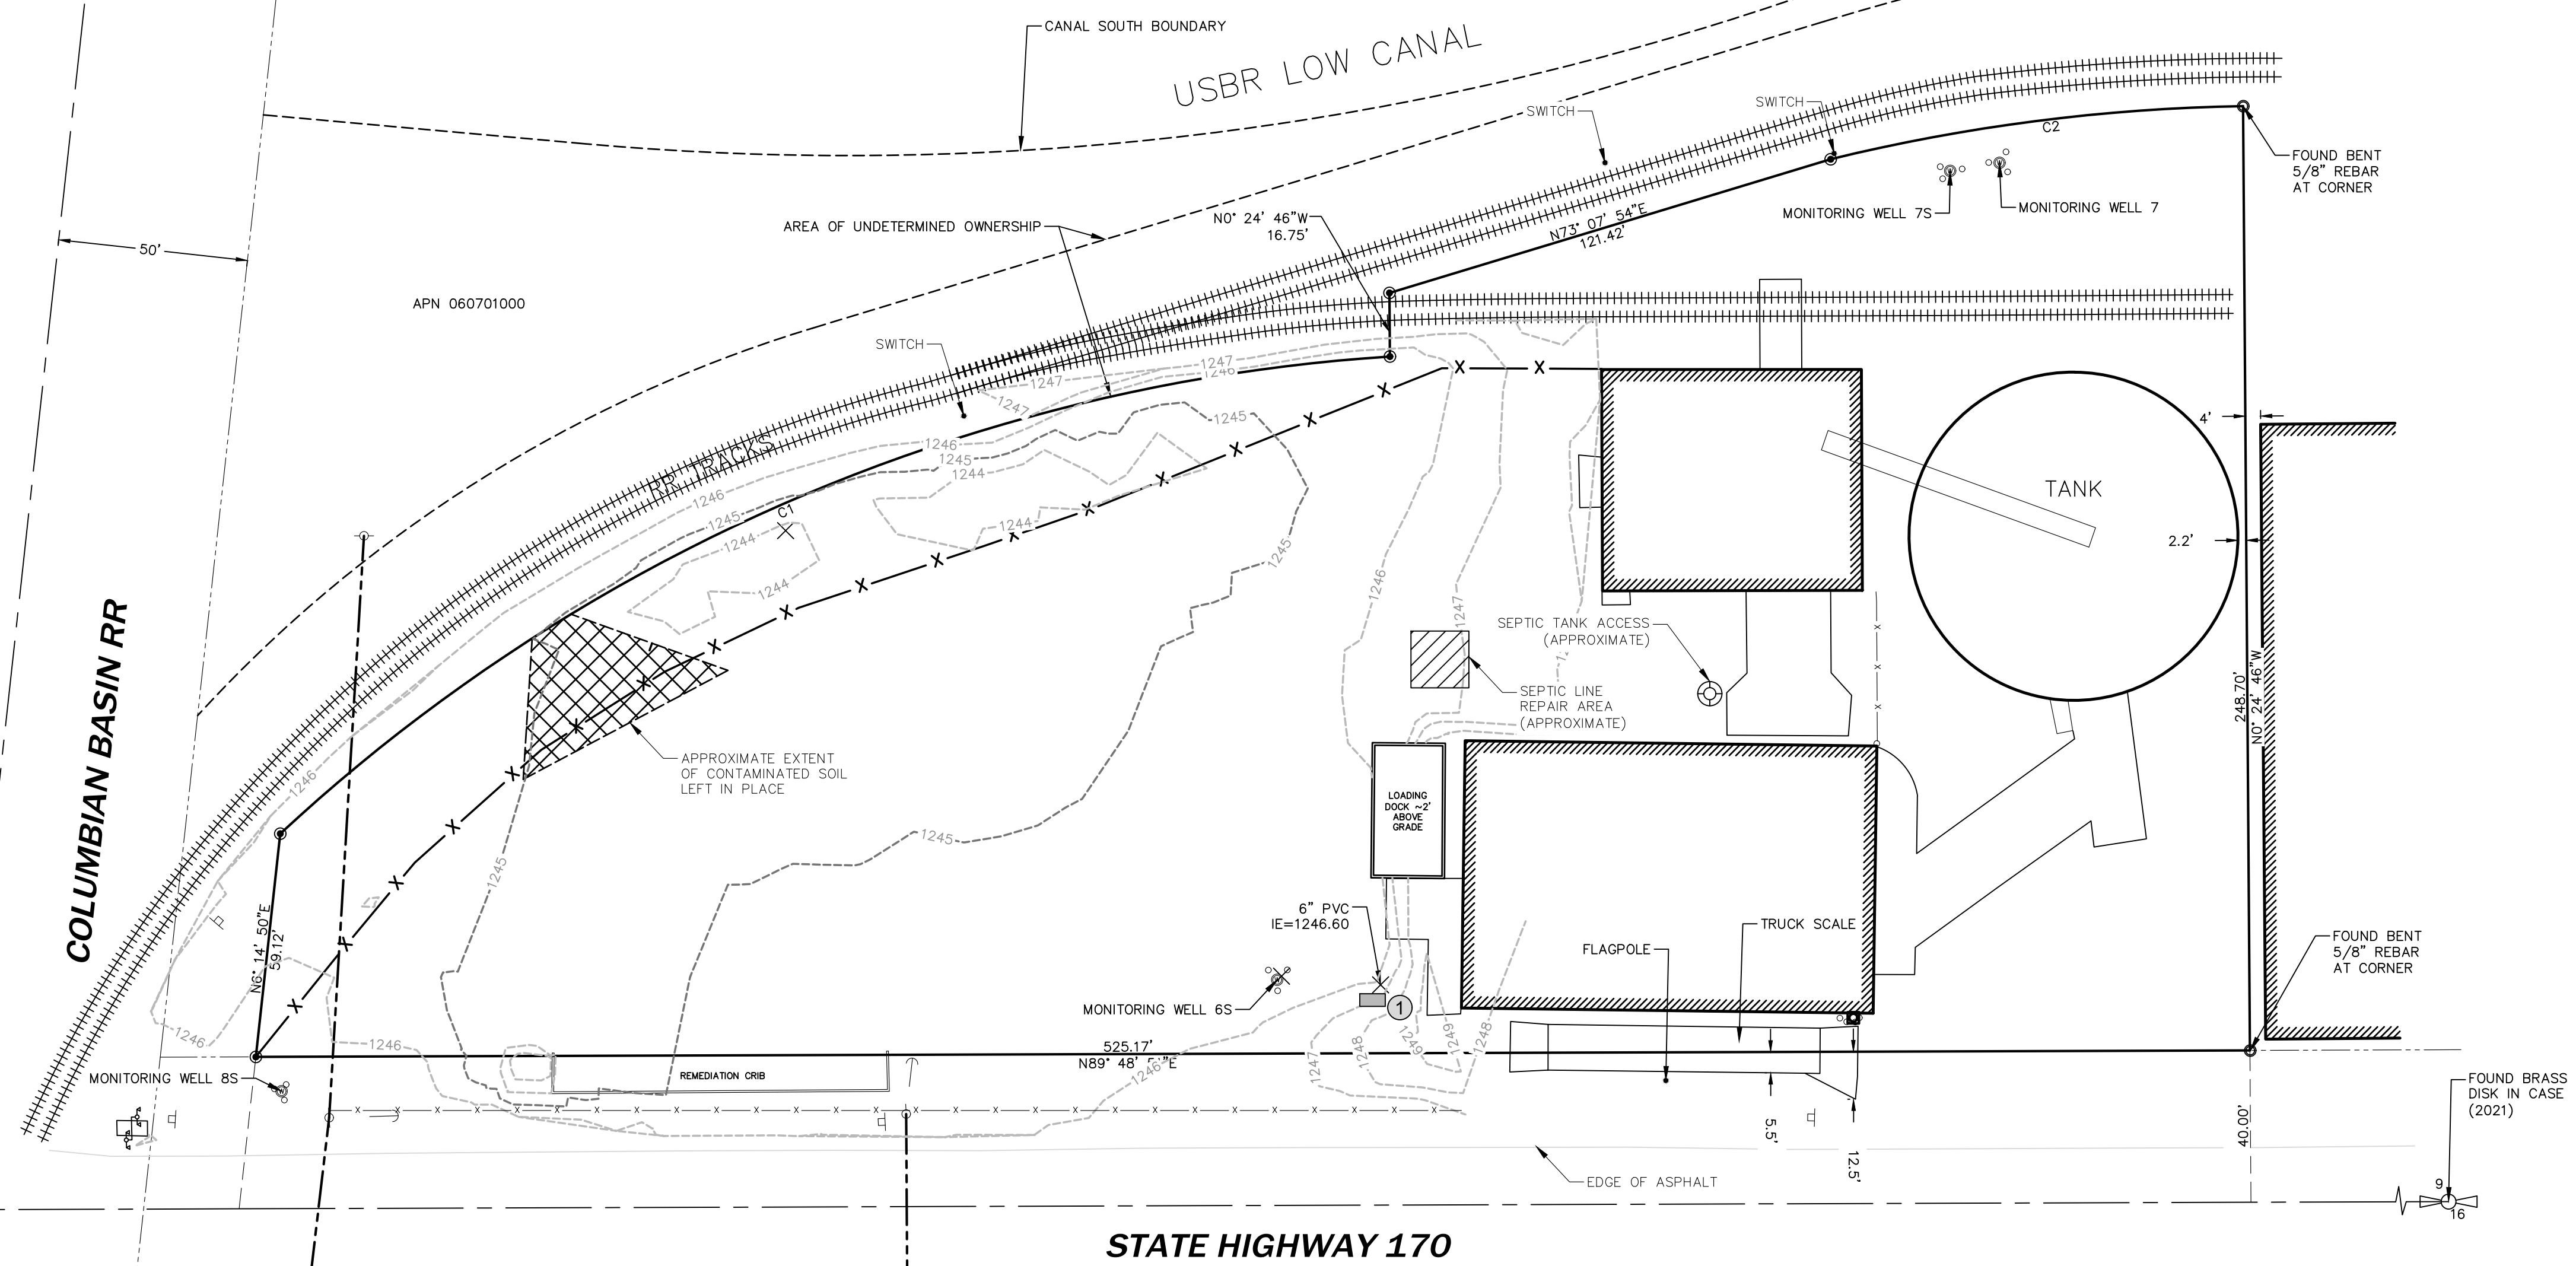 CANAL SOUTH BOUNDARY
USBR LOW CANAL
SWITCH
SWITCH
C2
FOUND BENT
5/8" REBAR
AT CORNER
MONITORING WELL 7S
MONITORING WELL 7
AREA OF UNDETERMINED OWNERSHIP
N0° 24' 46"W
16.75'
N73° 07' 54"E
121.42'
50'
APN 060701000
SWITCH
1247
1246
1247
1247
1245
1246
1245
1244
RR TRACKS
1246
1245
C1
1244
1244
1244
1245
1246
1247
4'
TANK
2.2'
SEPTIC TANK ACCESS
(APPROXIMATE)
SEPTIC LINE
REPAIR AREA
(APPROXIMATE)
248.70'
N0° 24' 46"W
COLUMBIAN BASIN RR
APPROXIMATE EXTENT
OF CONTAMINATED SOIL
LEFT IN PLACE
1246
LOADING
DOCK ~2'
ABOVE
GRADE
1245
1245
N6° 14' 50"E
59.12'
6" PVC
IE=1246.60
FLAGPOLE
TRUCK SCALE
FOUND BENT
5/8" REBAR
AT CORNER
MONITORING WELL 6S
1
1246
1246
525.17'
N89° 48'
"E
1246
1247
1248
1249
1249
1248
MONITORING WELL 8S
REMEDIATION CRIB
FOUND BRASS
DISK IN CASE
(2021)
5.5'
12.5'
40.00'
EDGE OF ASPHALT
9
16
STATE HIGHWAY 170